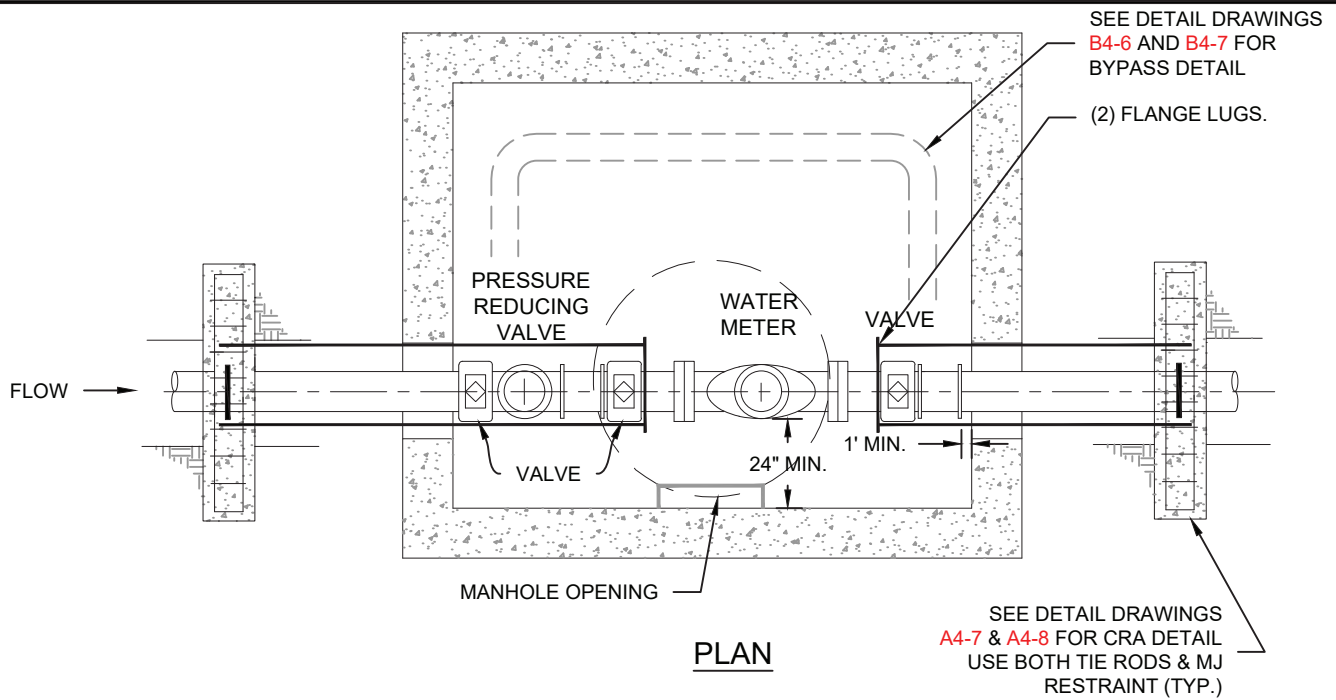 SEE DETAIL DRAWINGS
B4-6 AND B4-7 FOR
BYPASS DETAIL
(2) FLANGE LUGS.
PRESSURE
REDUCING
VALVE
WATER
METER
VALVE
FLOW
1' MIN.
24" MIN.
VALVE
MANHOLE OPENING
SEE DETAIL DRAWINGS
A4-7 & A4-8 FOR CRA DETAIL
USE BOTH TIE RODS & MJ
RESTRAINT (TYP.)
PLAN